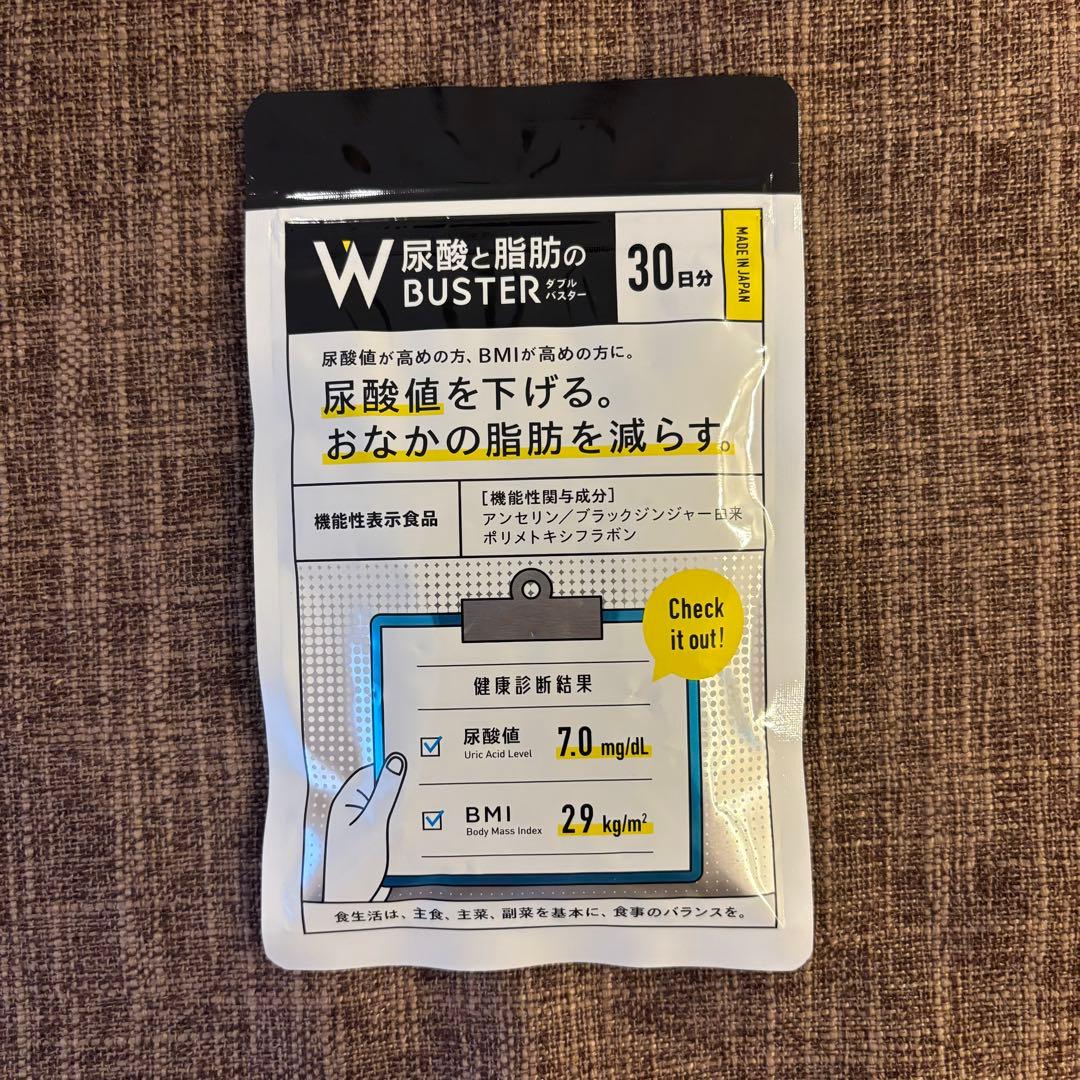 W 尿酸と脂肪の
BUSTER ダブル
バスター
30日分
MADE IN JAPAN
尿酸値が高めの方、BMIが高めの方に。
尿酸値を下げる。
おなかの脂肪を減らす。
機能性表示食品
[機能性関与成分]
アンセリン／ブラックジンジャー由来
ポリメトキシフラボン
Check
it out!
健康診断結果
尿酸値 7.0 mg/dL
Uric Acid Level
BMI 29 kg/m²
Body Mass Index
食生活は、主食、主菜、副菜を基本に、食事のバランスを。